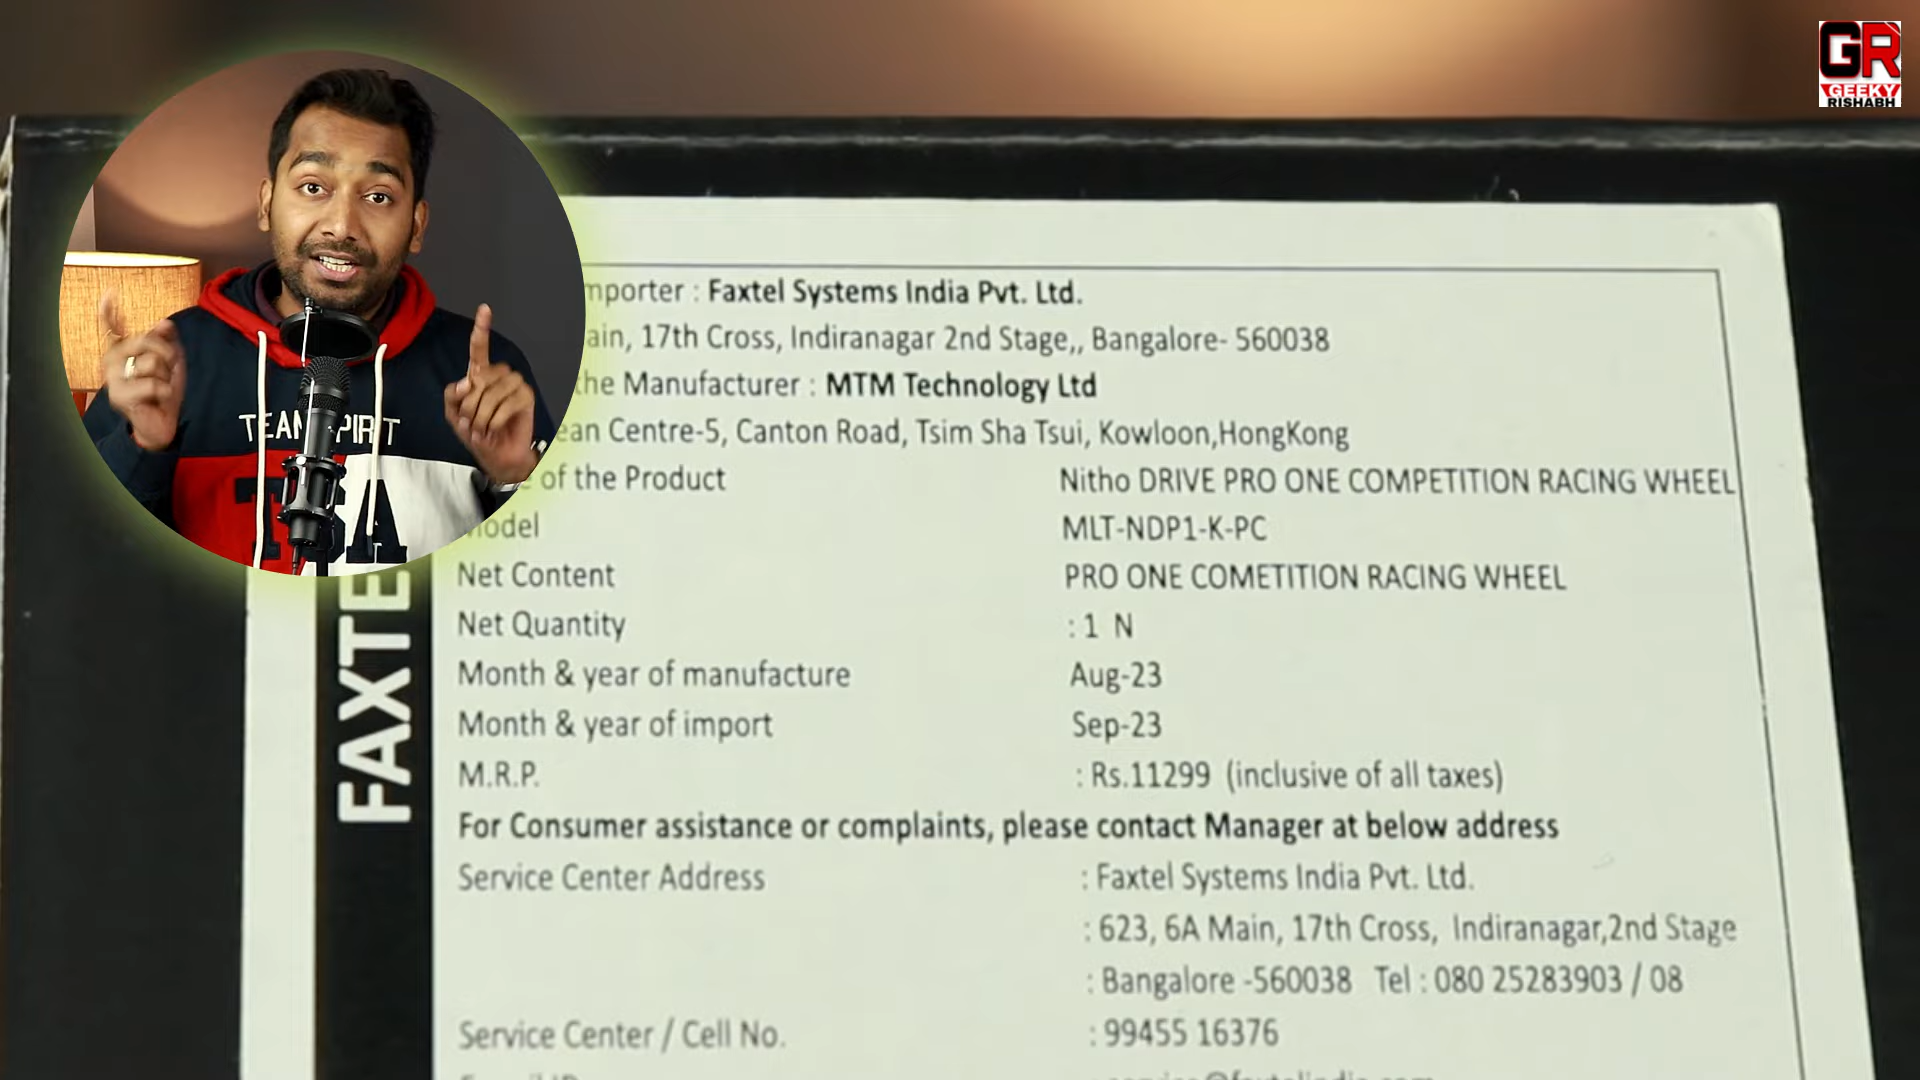 GR
GEEKY
RISHABH
TEAM SPIRIT
Importer : Faxtel Systems India Pvt. Ltd.
Main, 17th Cross, Indiranagar 2nd Stage,, Bangalore- 560038
the Manufacturer : MTM Technology Ltd
Centre-5, Canton Road, Tsim Sha Tsui, Kowloon,HongKong
of the Product Nitho DRIVE PRO ONE COMPETITION RACING WHEEL
Model MLT-NDP1-K-PC
Net Content PRO ONE COMETITION RACING WHEEL
Net Quantity : 1 N
Month & year of manufacture Aug-23
Month & year of import Sep-23
M.R.P. : Rs.11299 (inclusive of all taxes)
For Consumer assistance or complaints, please contact Manager at below address
Service Center Address : Faxtel Systems India Pvt. Ltd.
: 623, 6A Main, 17th Cross, Indiranagar,2nd Stage
: Bangalore -560038 Tel : 080 25283903 / 08
Service Center / Cell No. : 99455 16376
FAXTE